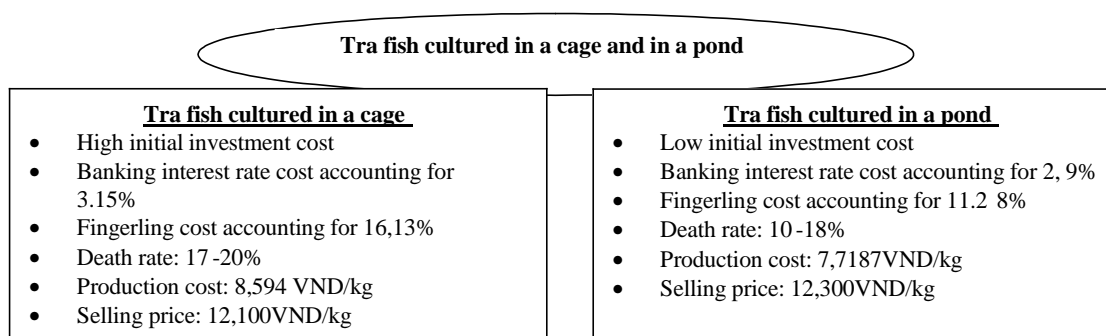 Tra fish cultured in a cage and in a pond
Tra fish cultured in a cage
• High initial investment cost
• Banking interest rate cost accounting for
3.15%
• Fingerling cost accounting for 16,13%
• Death rate: 17 -20%
• Production cost: 8,594 VND/kg
• Selling price: 12,100VND/kg
Tra fish cultured in a pond
• Low initial investment cost
• Banking interest rate cost accounting for 2, 9%
• Fingerling cost accounting for 11.2 8%
• Death rate: 10 -18%
• Production cost: 7,7187VND/kg
• Selling price: 12,300VND/kg